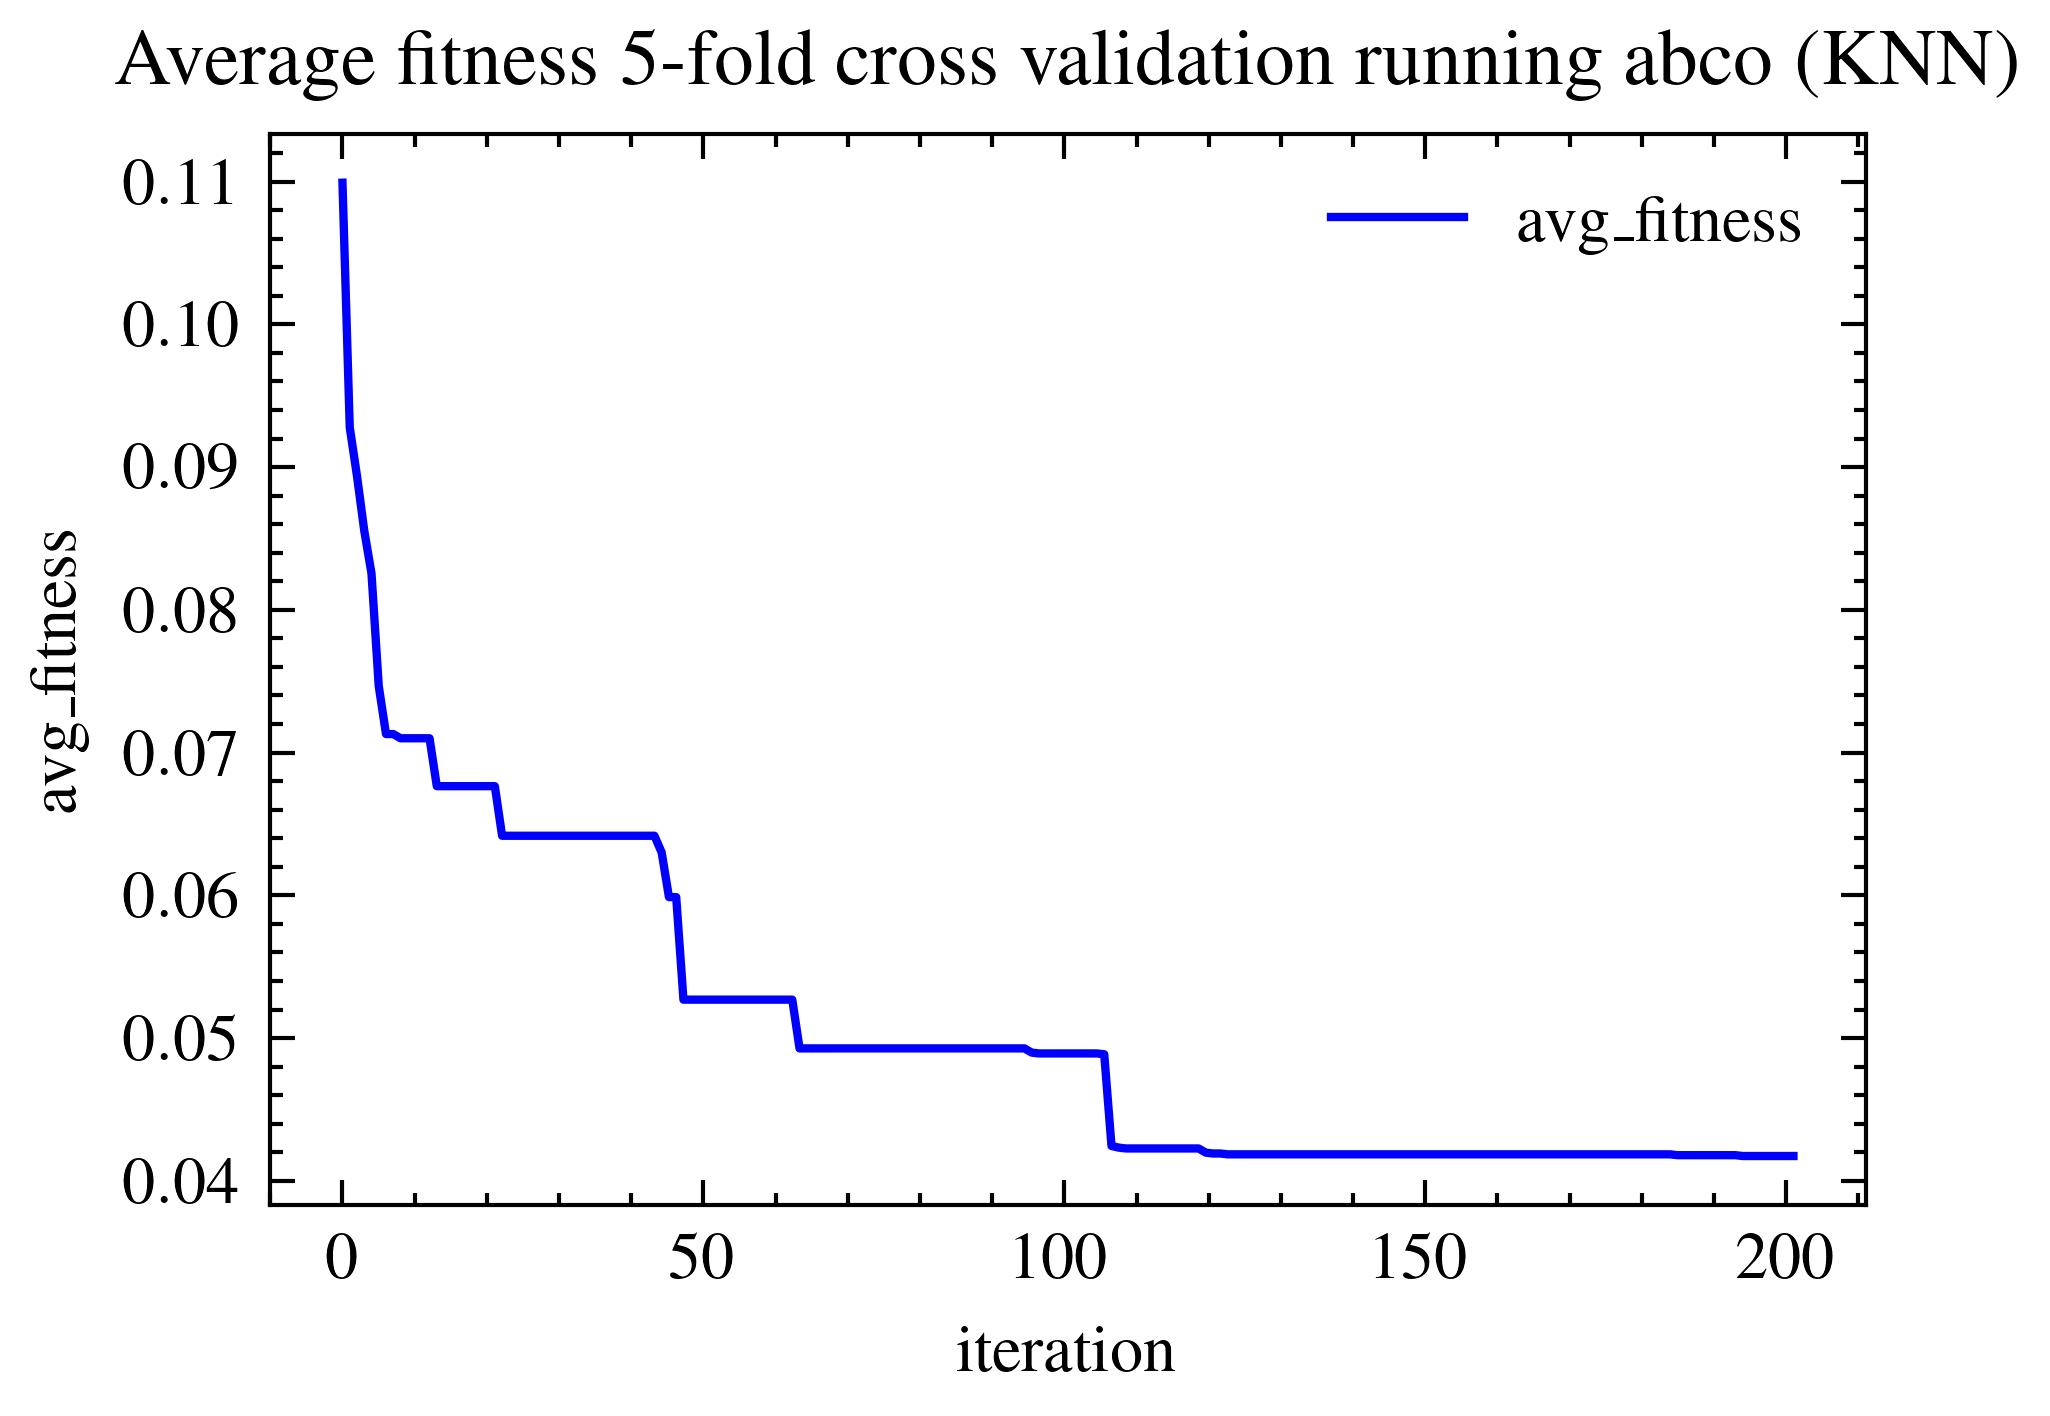 Average fitness 5-fold cross validation running abco (KNN)
avg_fitness
0.11
0.10
0.09
0.08
0.07
0.06
0.05
0.04
avg_fitness
0 50 100 150 200
iteration